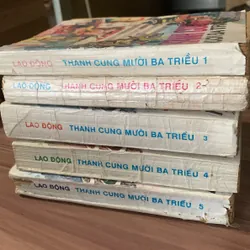 LAO ĐỘNG THANH CUNG MƯỜI BA TRIỀU 1
LAO ĐỘNG THANH CUNG MƯỜI BA TRIỀU 2
LAO ĐỘNG THANH CUNG MƯỜI BA TRIỀU 3
LAO ĐỘNG THANH CUNG MƯỜI BA TRIỀU 4
LAO ĐỘNG THANH CUNG MƯỜI BA TRIỀU 5